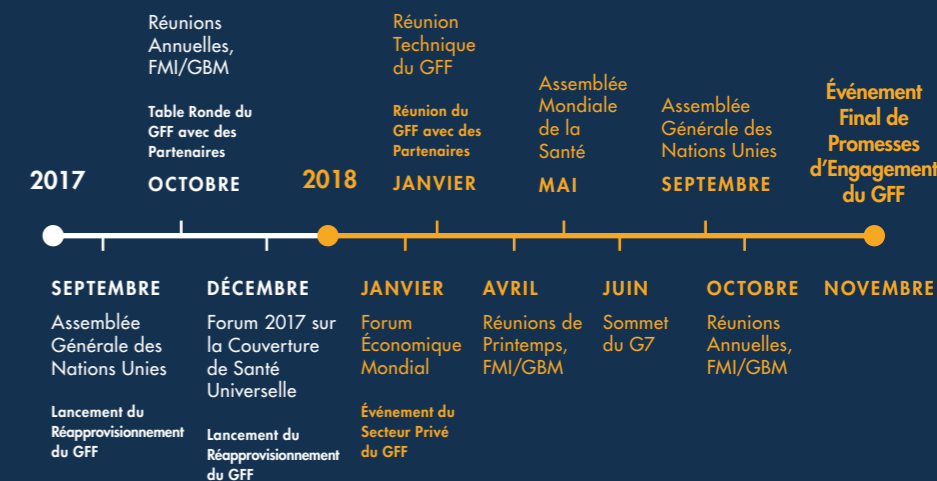 Réunions
Annuelles,
FMI/GBM
Table Ronde du
GFF avec des
Partenaires
2017
OCTOBRE
2018
Réunion
Technique
du GFF
Réunion du
GFF avec des
Partenaires
JANVIER
Assemblée
Mondiale
de la
Santé
MAI
Assemblée
Générale des
Nations Unies
SEPTEMBRE
Événement
Final de
Promesses
d'Engagement
du GFF
SEPTEMBRE
Assemblée
Générale des
Nations Unies
Lancement du
Réapprovisionnement
du GFF
DÉCEMBRE
Forum 2017 sur
la Couverture
de Santé
Universelle
Lancement du
Réapprovisionnement
du GFF
JANVIER
Forum
Économique
Mondial
Événement du
Secteur Privé
du GFF
AVRIL
Réunions de
Printemps,
FMI/GBM
JUIN
Sommet
du G7
OCTOBRE
Réunions
Annuelles,
FMI/GBM
NOVEMBRE